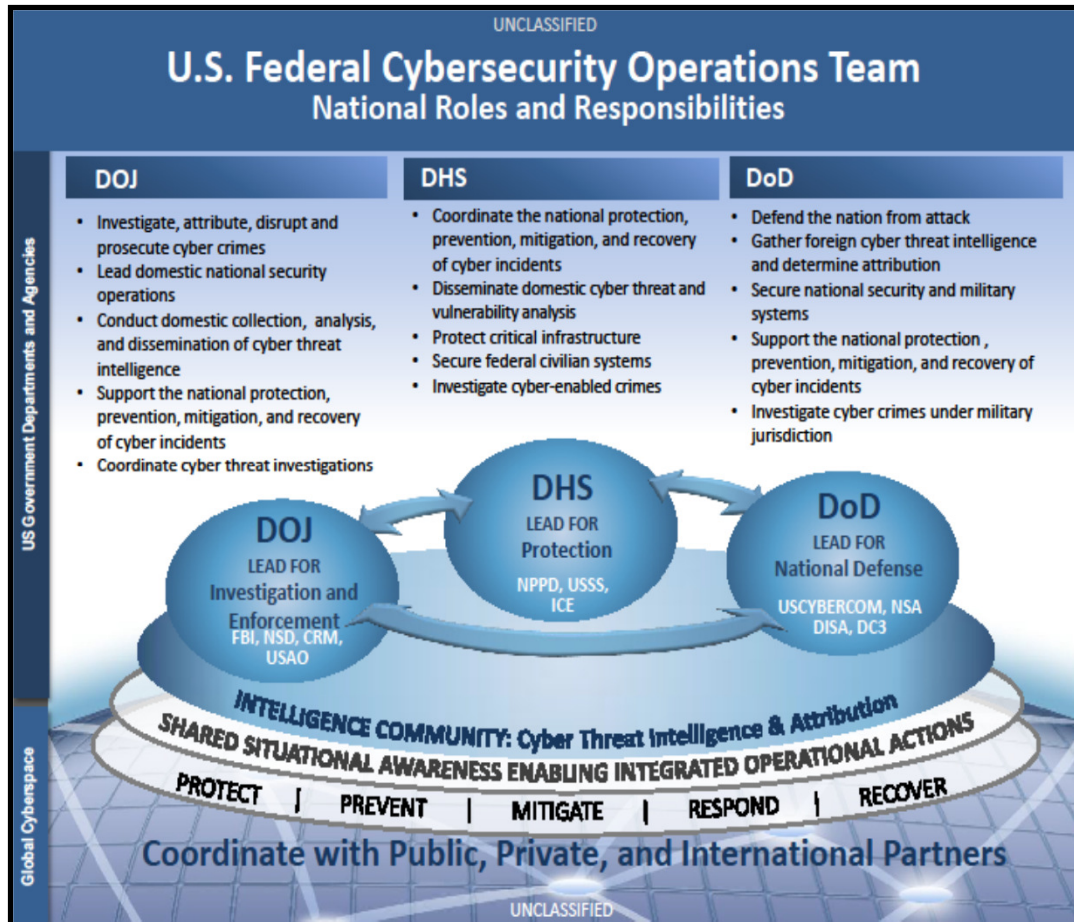 UNCLASSIFIED
U.S. Federal Cybersecurity Operations Team
National Roles and Responsibilities
US Government Departments and Agencies
Global Cyberspace
DOJ
• Investigate, attribute, disrupt and
prosecute cyber crimes
• Lead domestic national security
operations
• Conduct domestic collection, analysis,
and dissemination of cyber threat
intelligence
• Support the national protection,
prevention, mitigation, and recovery
of cyber incidents
• Coordinate cyber threat investigations
DHS
• Coordinate the national protection,
prevention, mitigation, and recovery
of cyber incidents
• Disseminate domestic cyber threat and
vulnerability analysis
• Protect critical infrastructure
• Secure federal civilian systems
• Investigate cyber-enabled crimes
DoD
• Defend the nation from attack
• Gather foreign cyber threat intelligence
and determine attribution
• Secure national security and military
systems
• Support the national protection ,
prevention, mitigation, and recovery of
cyber incidents
• Investigate cyber crimes under military
jurisdiction
DOJ
LEAD FOR
Investigation and
Enforcement
FBI, NSD, CRM,
USAO
DHS
LEAD FOR
Protection
NPPD, USSS,
ICE
DoD
LEAD FOR
National Defense
USCYBERCOM, NSA
DISA, DC3
INTELLIGENCE COMMUNITY: Cyber Threat Intelligence & Attribution
SHARED SITUATIONAL AWARENESS ENABLING INTEGRATED OPERATIONAL ACTIONS
PROTECT | PREVENT | MITIGATE | RESPOND | RECOVER
Coordinate with Public, Private, and International Partners
UNCLASSIFIED